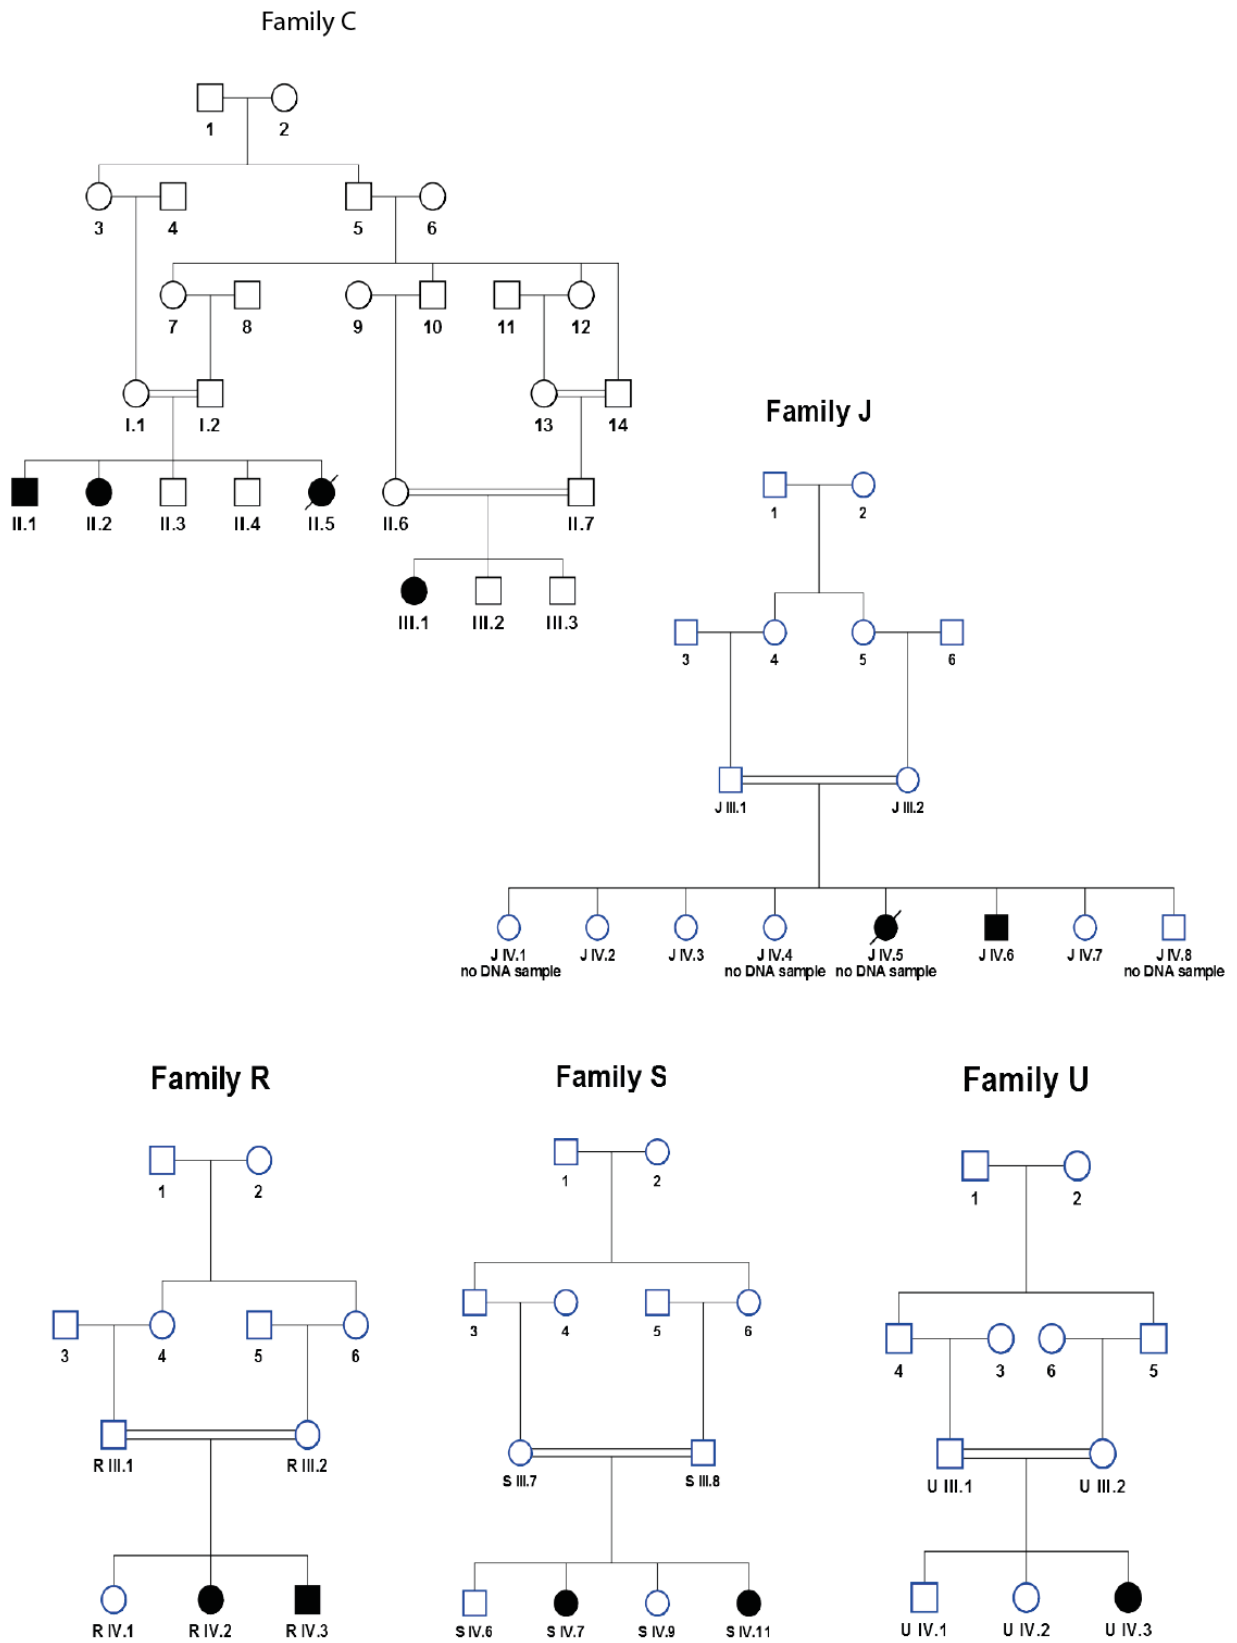 Family C
1 2
3 4 5 6
7 8 9 10 11 12
I.1 I.2 13 14
II.1 II.2 II.3 II.4 II.5 II.6 II.7
III.1 III.2 III.3
Family J
1 2
3 4 5 6
J III.1 J III.2
J IV.1 J IV.2 J IV.3 J IV.4 J IV.5 J IV.6 J IV.7 J IV.8
no DNA sample no DNA sample no DNA sample no DNA sample
Family R
1 2
3 4 5 6
R III.1 R III.2
R IV.1 R IV.2 R IV.3
Family S
1 2
3 4 5 6
S III.7 S III.8
S IV.6 S IV.7 S IV.9 S IV.11
Family U
1 2
4 3 6 5
U III.1 U III.2
U IV.1 U IV.2 U IV.3